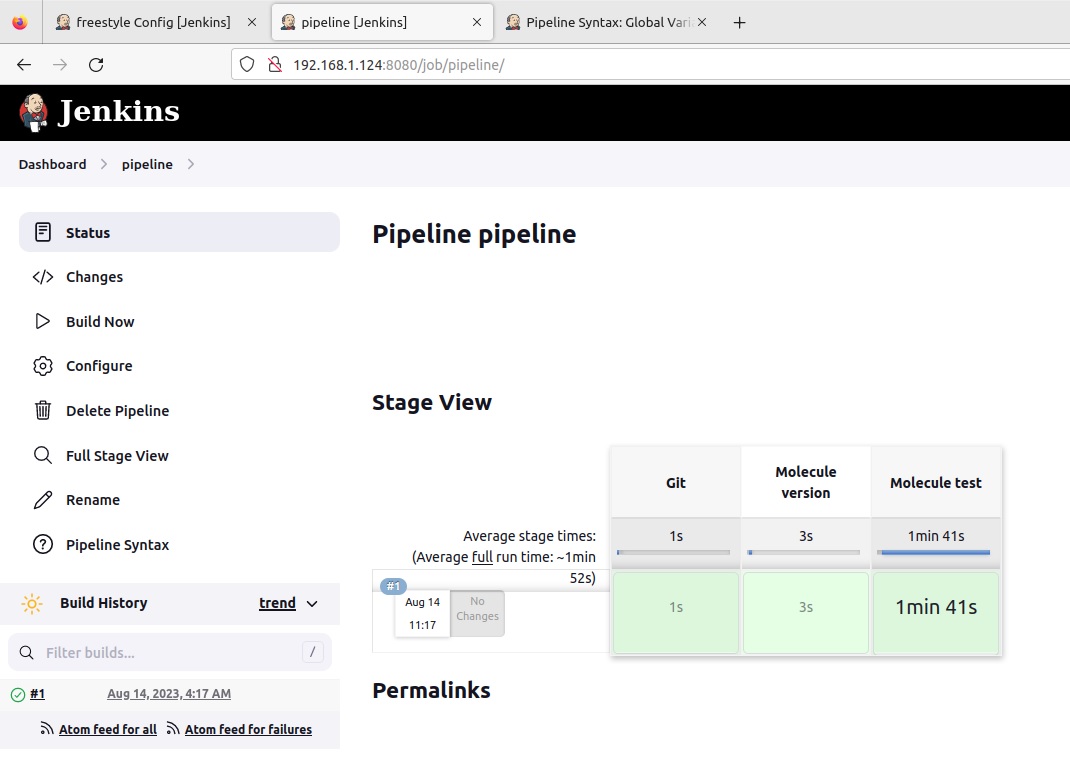 freestyle Config [Jenkins]
pipeline [Jenkins]
Pipeline Syntax: Global Vari
192.168.1.124:8080/job/pipeline/
Jenkins
Dashboard
pipeline
Status
Changes
Build Now
Configure
Delete Pipeline
Full Stage View
Rename
Pipeline Syntax
Build History
trend
Filter builds...
/
#1
Aug 14, 2023, 4:17 AM
Atom feed for all
Atom feed for failures
Pipeline pipeline
Stage View
Git
Molecule
version
Molecule test
Average stage times:
(Average full run time: ~1min
52s)
1s
3s
1min 41s
#1
Aug 14
11:17
No
Changes
1s
3s
1min 41s
Permalinks